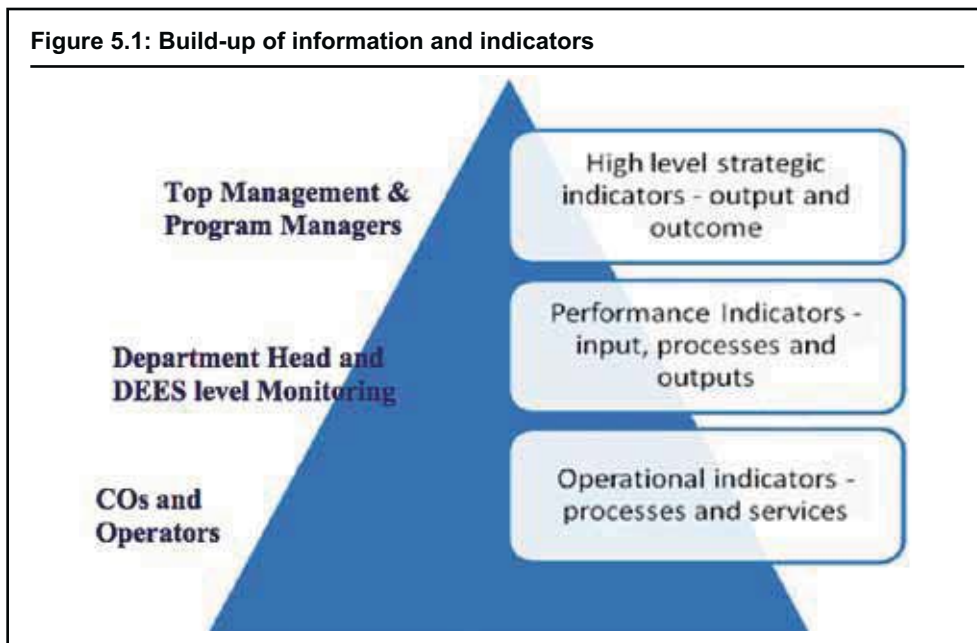 Figure 5.1: Build-up of information and indicators
Top Management &
Program Managers
High level strategic
indicators - output and
outcome
Department Head and
DEES level Monitoring
Performance Indicators -
input, processes and
outputs
COs and
Operators
Operational indicators -
processes and services